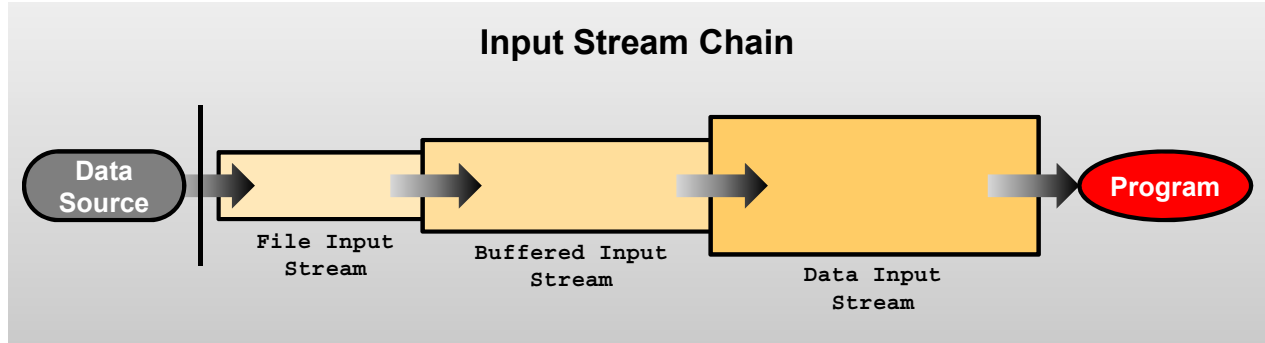 Input Stream Chain
Data
Source
File Input
Stream
Buffered Input
Stream
Data Input
Stream
Program